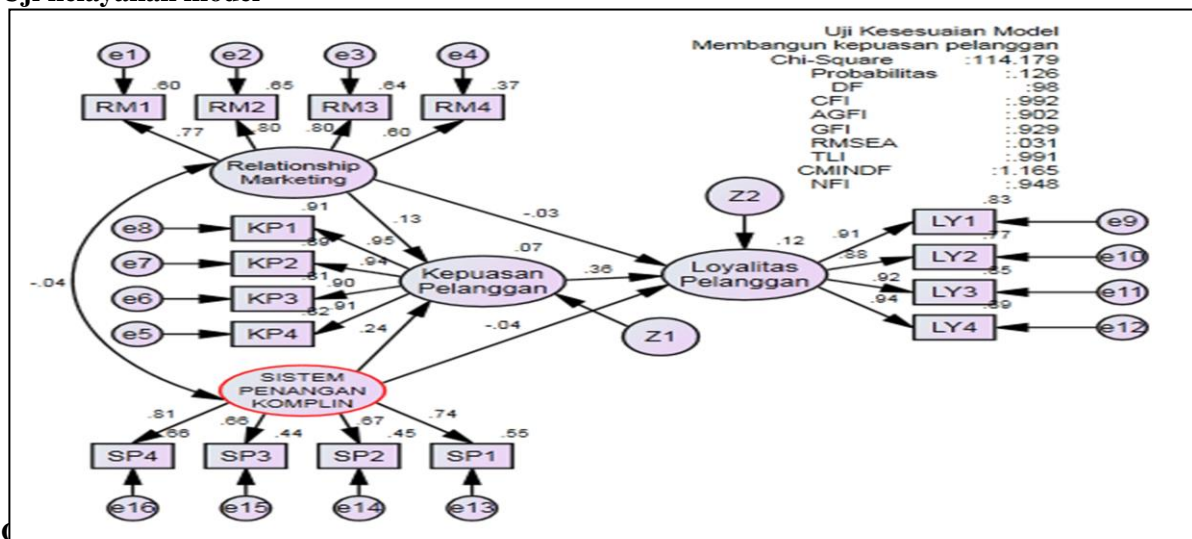 Uji kelayakan model
Uji Kesesuaian Model
Membangun kepuasan pelanggan
Chi-Square :114.179
Probabilitas :.126
DF :98
CFI :.992
AGFI :.902
GFI :.929
RMSEA :.031
TLI :.991
CMINDF :1.165
NFI :.948
e1 e2 e3 e4
.60 .65 .64 .37
RM1 RM2 RM3 RM4
.77 .80 .80 .60
Relationship
Marketing
.13 -.03
-.04
.91
e8 KP1 .95
e7 KP2 .94
.81
e6 KP3 .90
e5 KP4 .91
.07
Kepuasan
Pelanggan
.36
.24 -.04
Z1
Z2
.12
Loyalitas
Pelanggan
.83
.91 LY1 e9
.77
.88 LY2 e10
.92 LY3 e11
.94 LY4 e12
SISTEM
PENANGAN
KOMPLIN
.81 .66 .67 .74
.66 .44 .45 .55
SP4 SP3 SP2 SP1
e16 e15 e14 e13